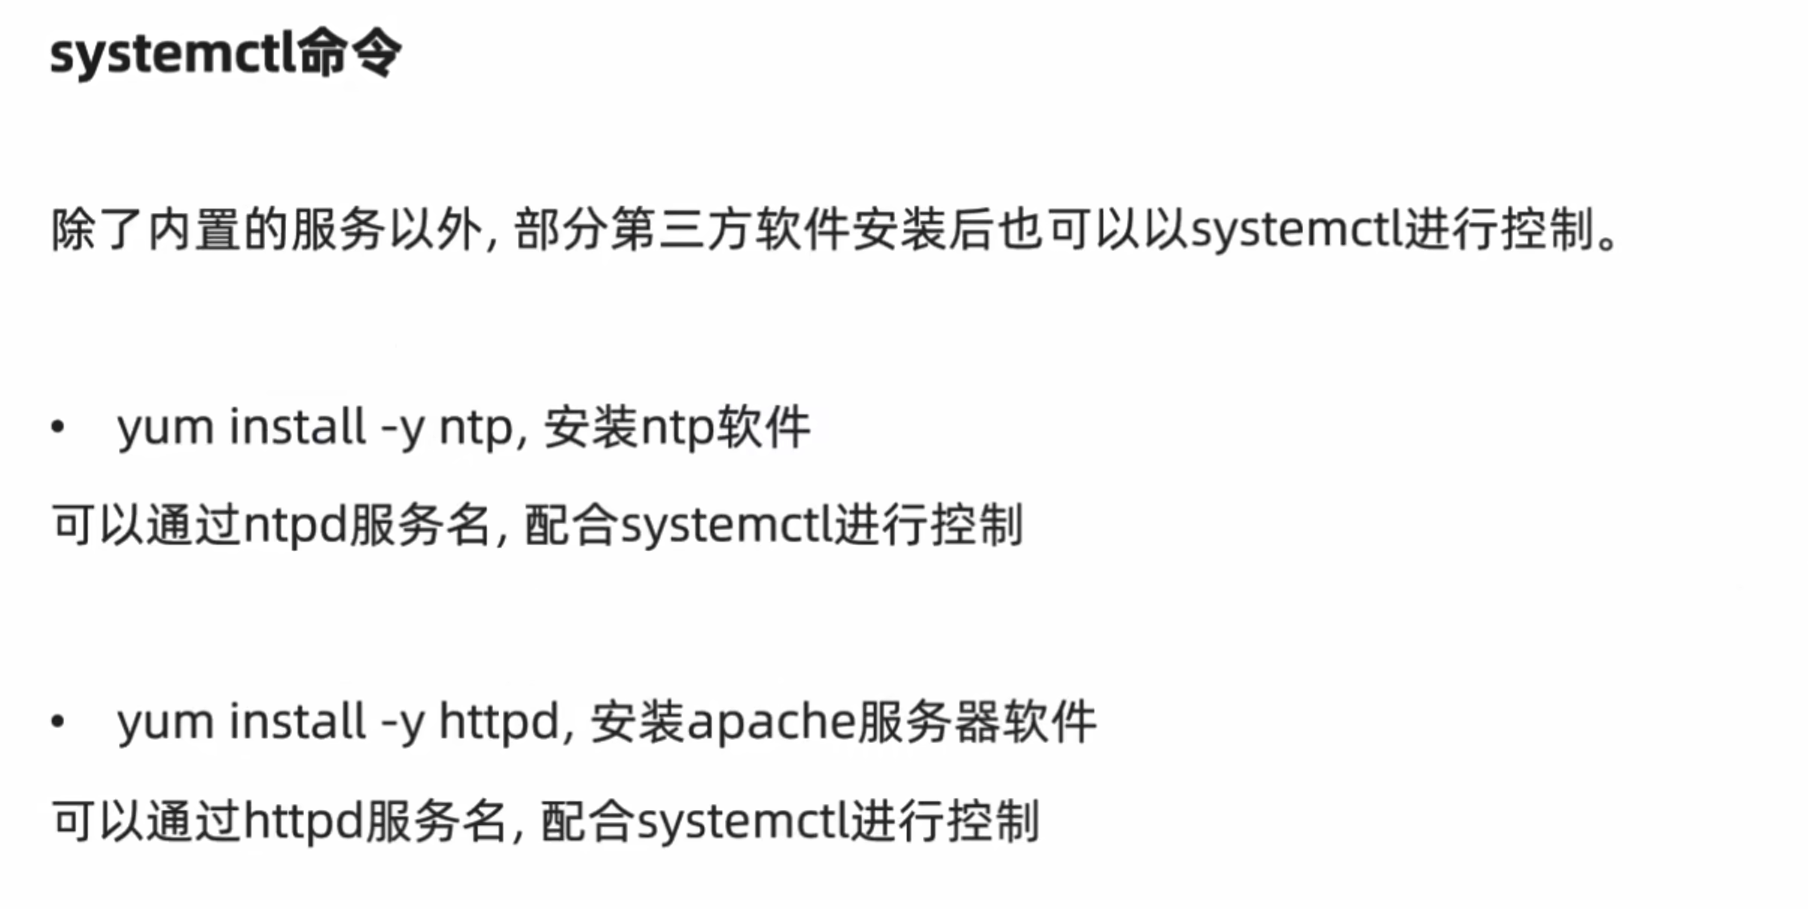 systemctl命令
除了内置的服务以外, 部分第三方软件安装后也可以以systemctl进行控制。
• yum install -y ntp, 安装ntp软件
可以通过ntpd服务名, 配合systemctl进行控制
• yum install -y httpd, 安装apache服务器软件
可以通过httpd服务名, 配合systemctl进行控制